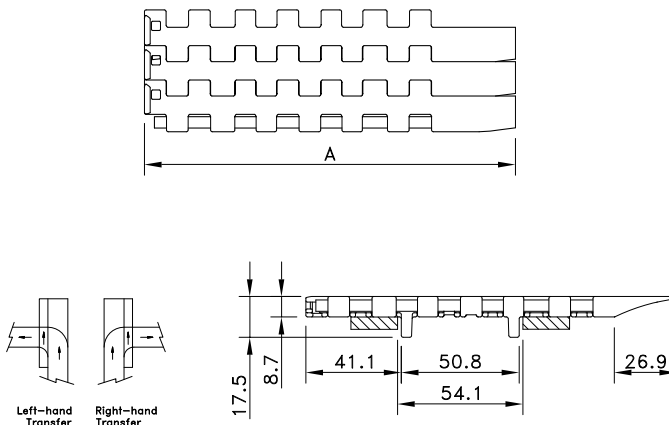 A
41.1
50.8
26.9
54.1
17.5
8.7
Left-hand
Transfer
Right-hand
Transfer